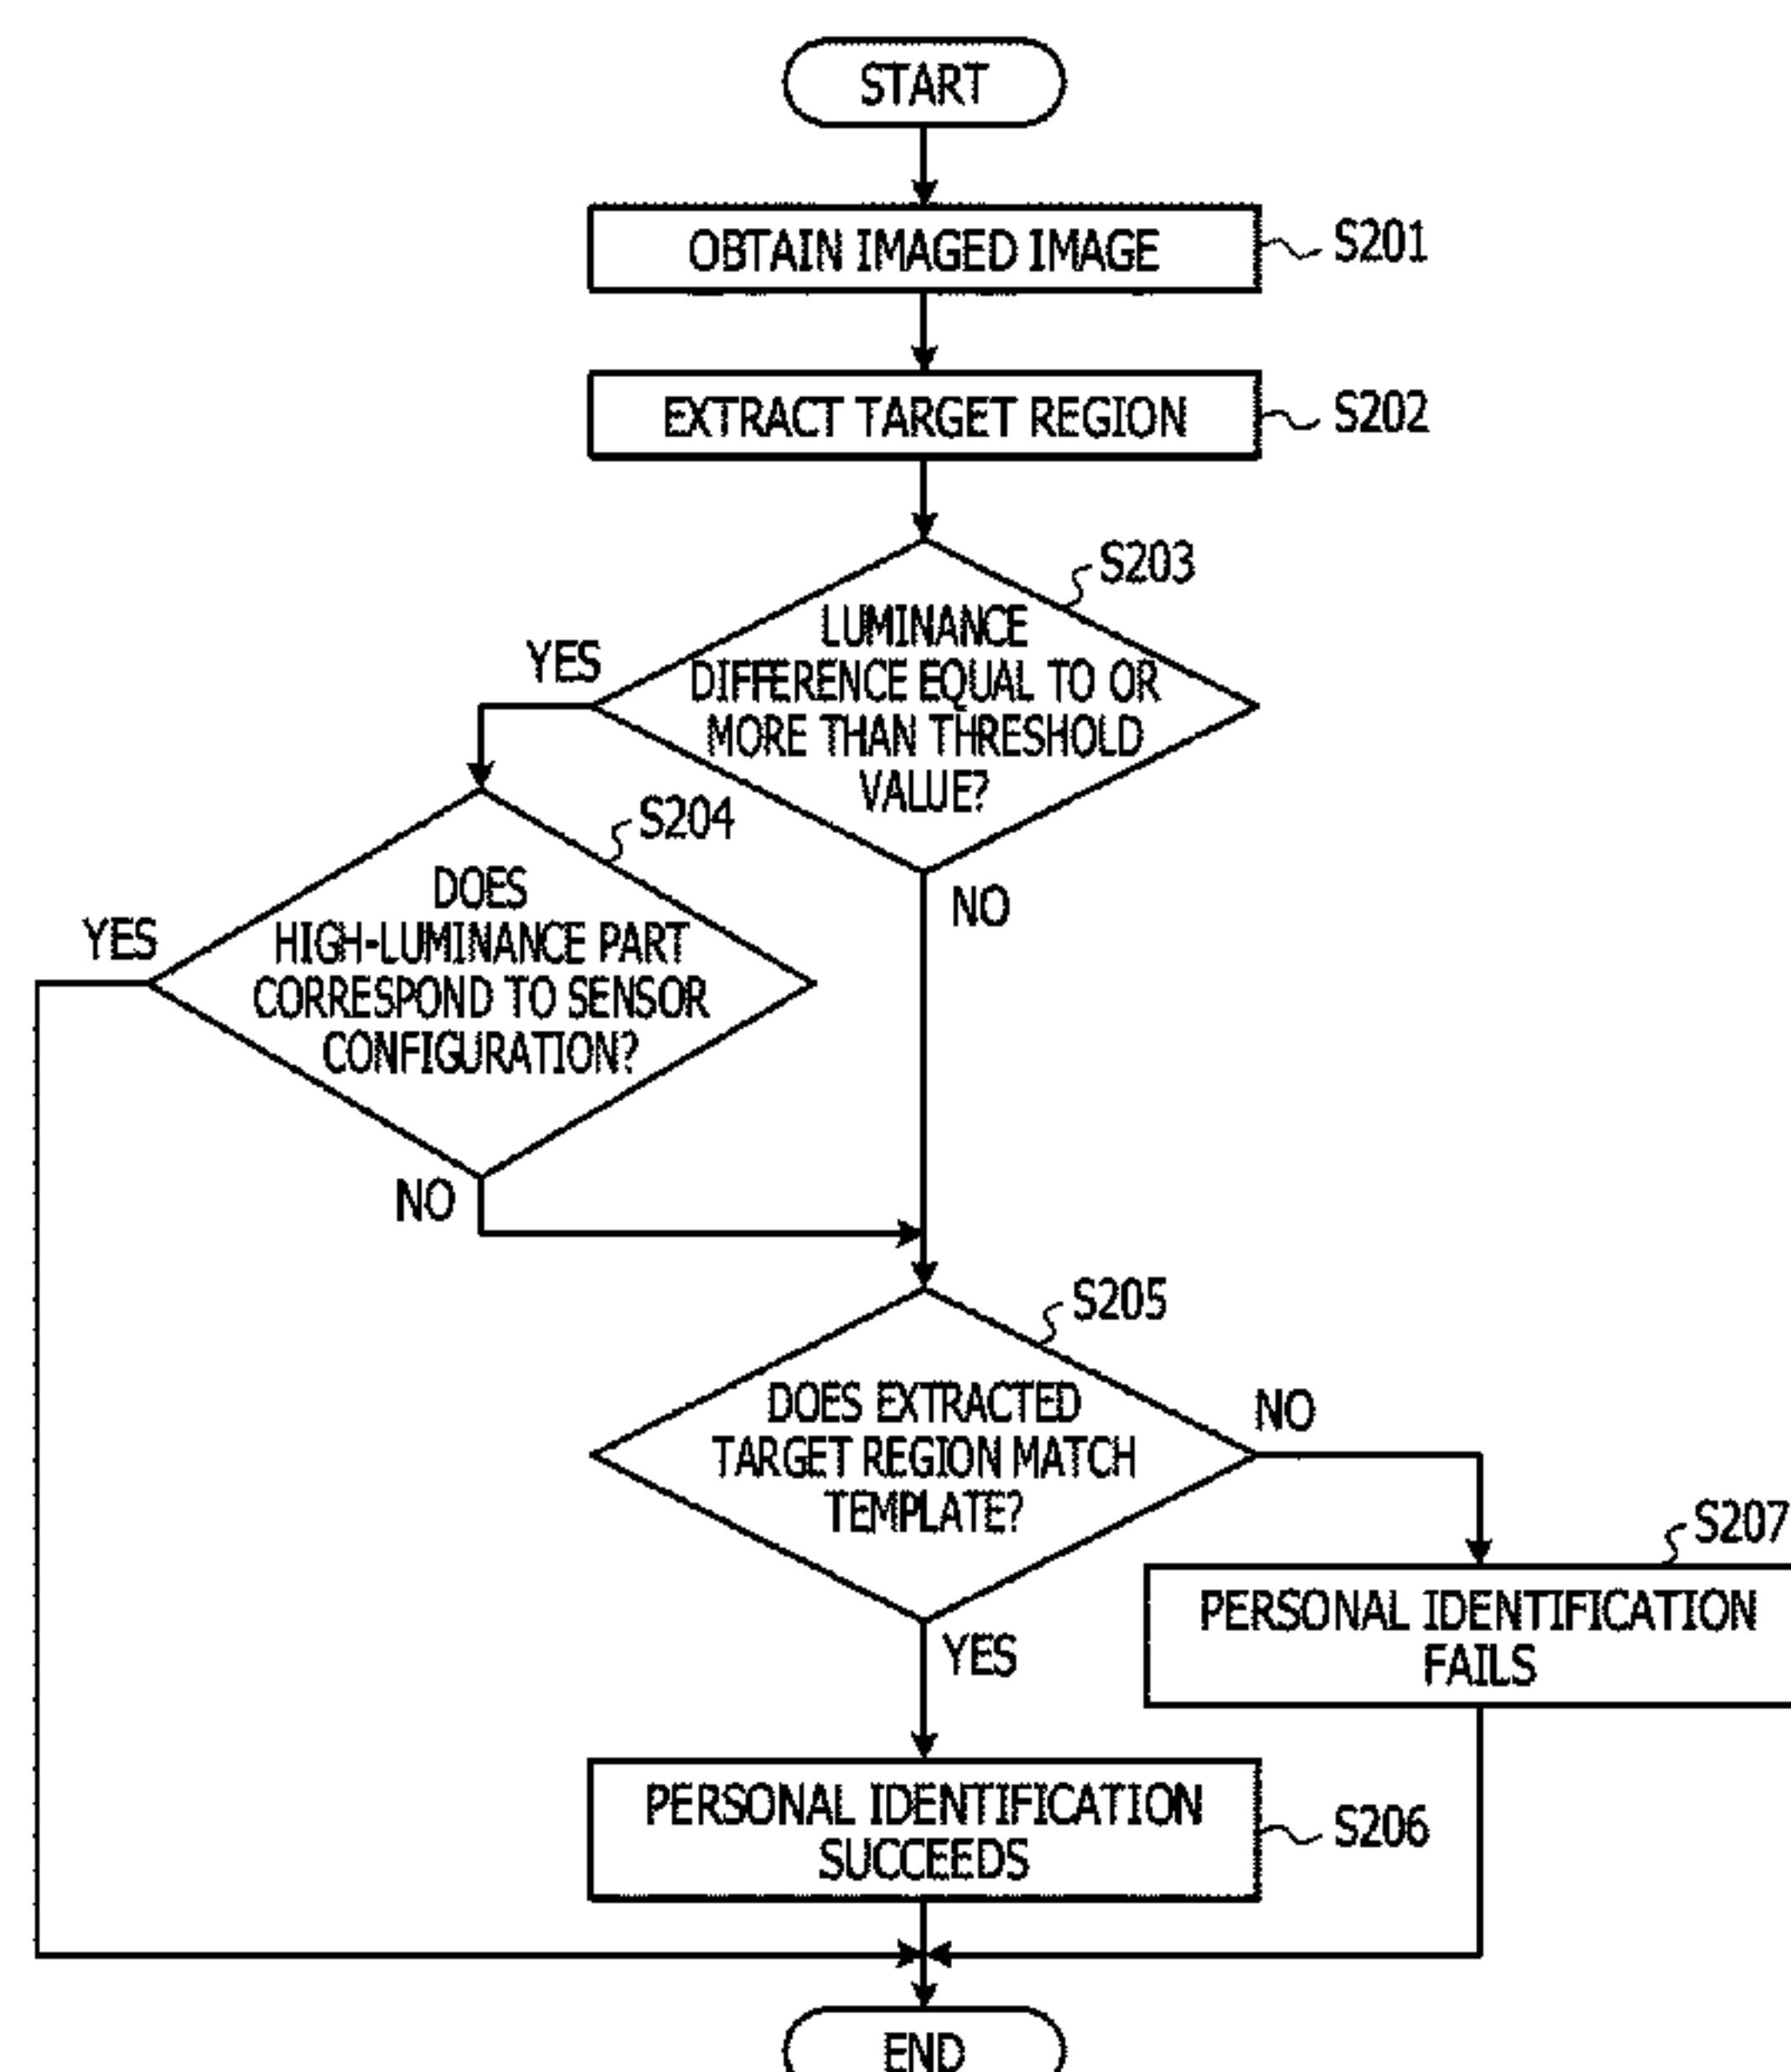 START
OBTAIN IMAGED IMAGE
S201
EXTRACT TARGET REGION
S202
S203
LUMINANCE
DIFFERENCE EQUAL TO OR
MORE THAN THRESHOLD
VALUE?
YES
NO
S204
DOES
HIGH-LUMINANCE PART
CORRESPOND TO SENSOR
CONFIGURATION?
YES
NO
S205
DOES EXTRACTED
TARGET REGION MATCH
TEMPLATE?
NO
YES
S207
PERSONAL IDENTIFICATION
FAILS
PERSONAL IDENTIFICATION
SUCCEEDS
S206
END